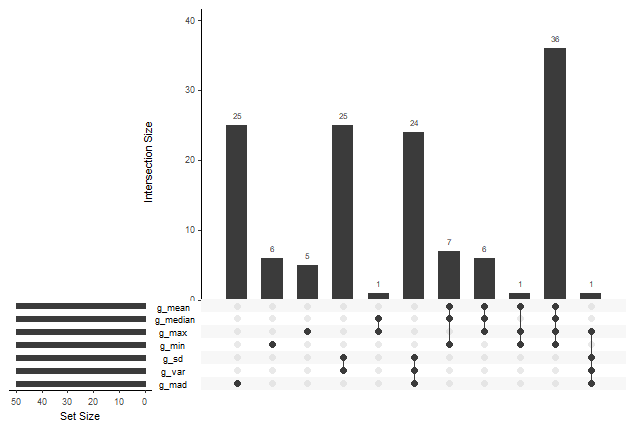 40
30
20
10
0
Intersection Size
25
6
5
25
1
24
7
6
1
36
1
g_mean
g_median
g_max
g_min
g_sd
g_var
g_mad
50 40 30 20 10 0
Set Size